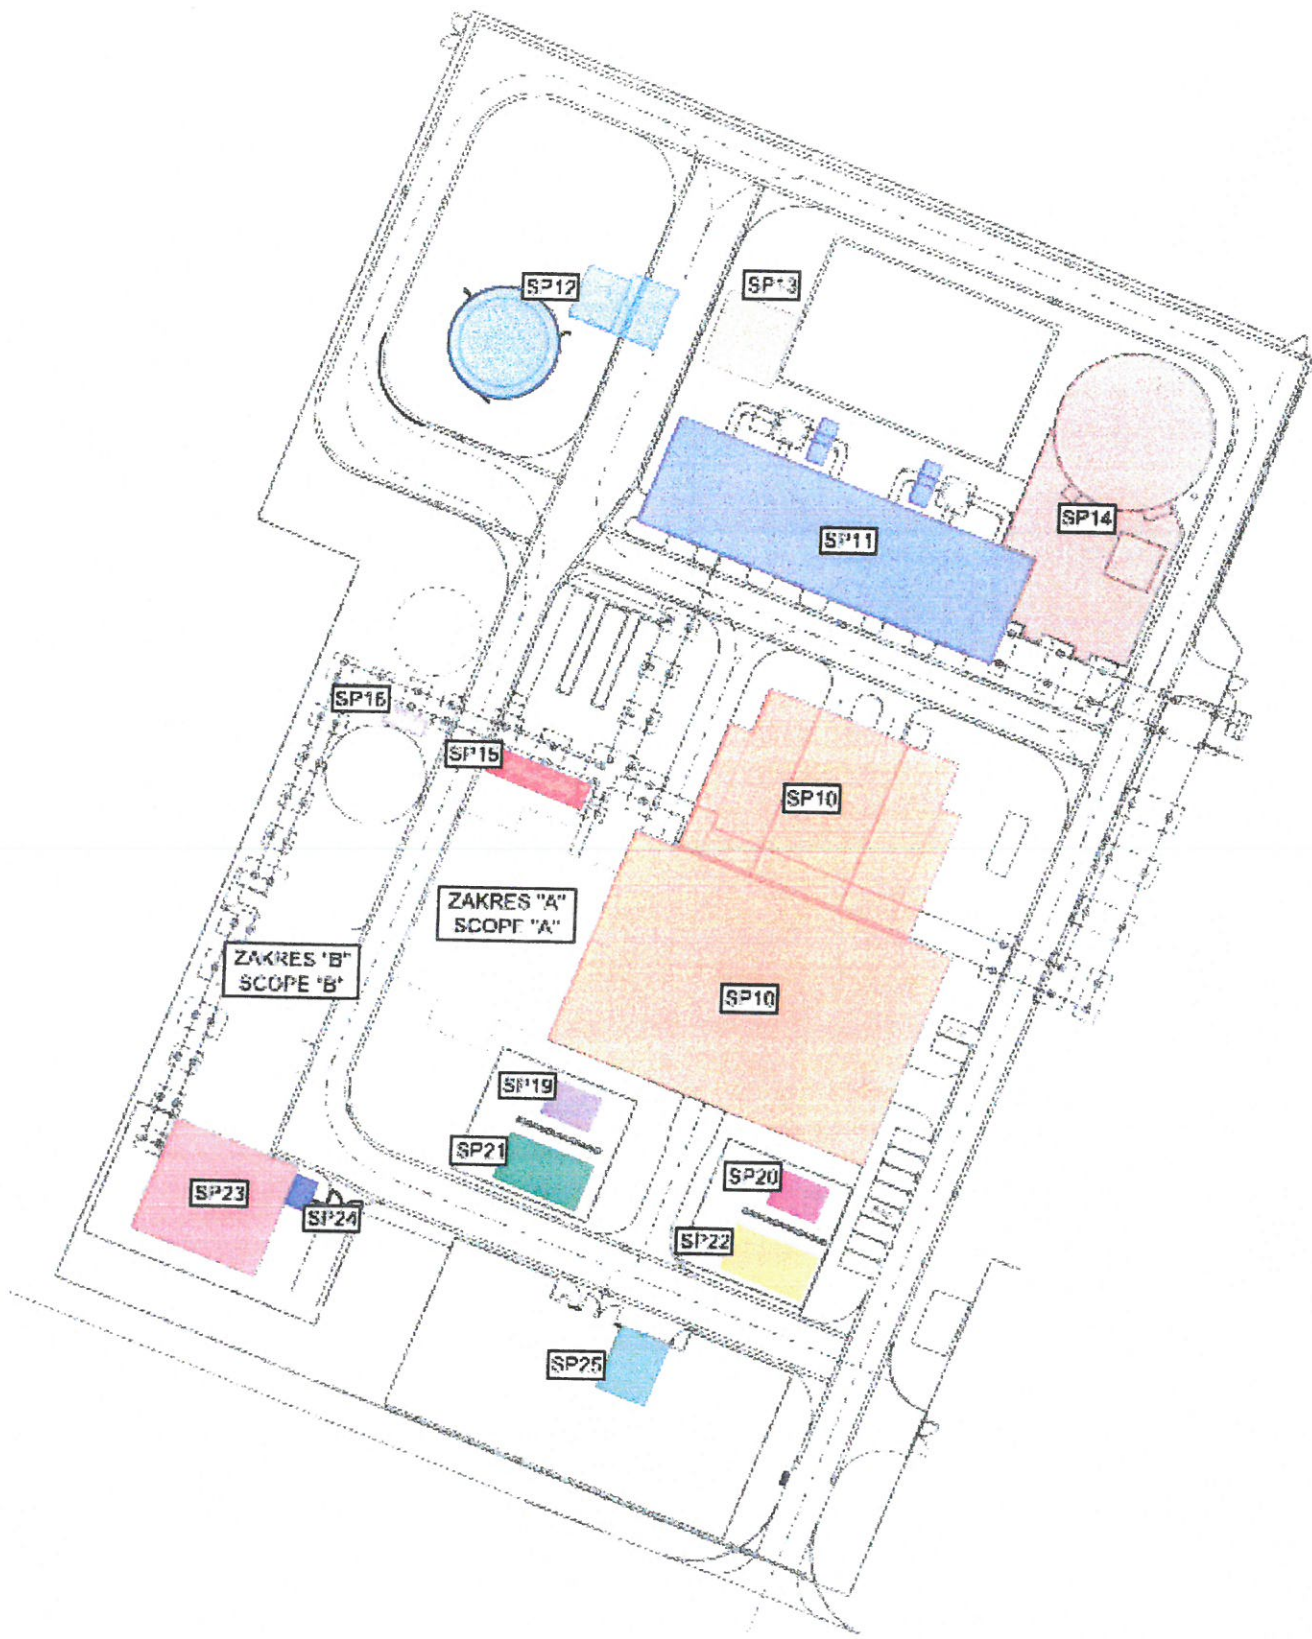 SP12
SP13
SP14
SP11
SP16
SP15
SP10
ZAKRES "A"
SCOPE "A"
ZAKRES "B"
SCOPE "B"
SP10
SP19
SP21
SP20
SP23
SP24
SP22
SP25